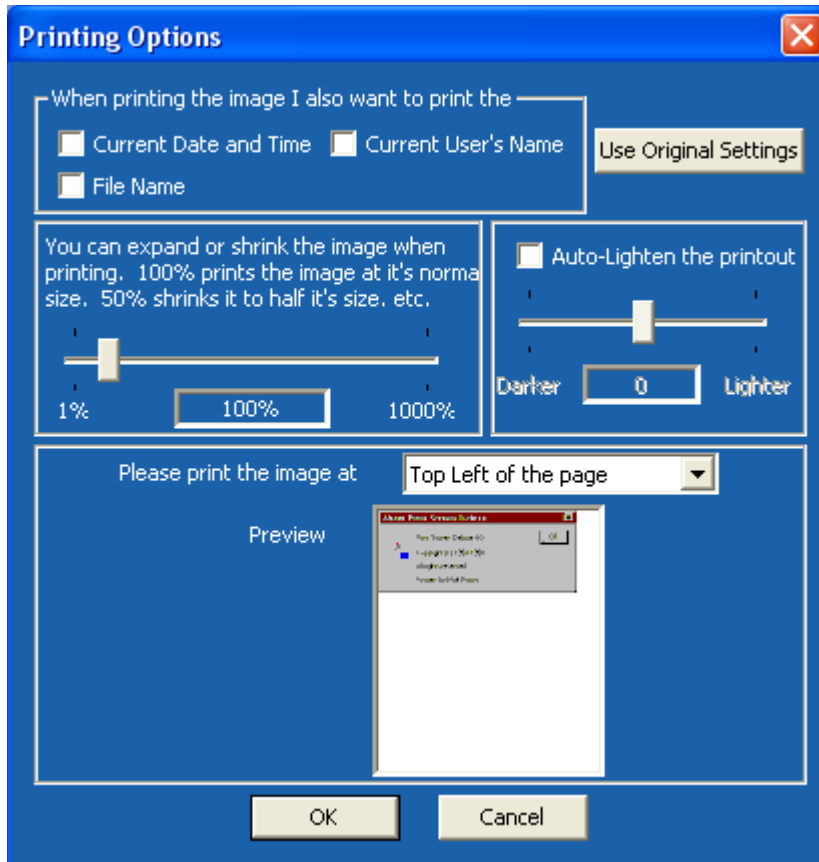 Printing Options
When printing the image I also want to print the
Current Date and Time
Current User's Name
File Name
Use Original Settings
You can expand or shrink the image when
printing. 100% prints the image at it's norma
size. 50% shrinks it to half it's size. etc.
1%
100%
1000%
Auto-Lighten the printout
Darker
0
Lighter
Please print the image at
Top Left of the page
Preview
OK
Cancel